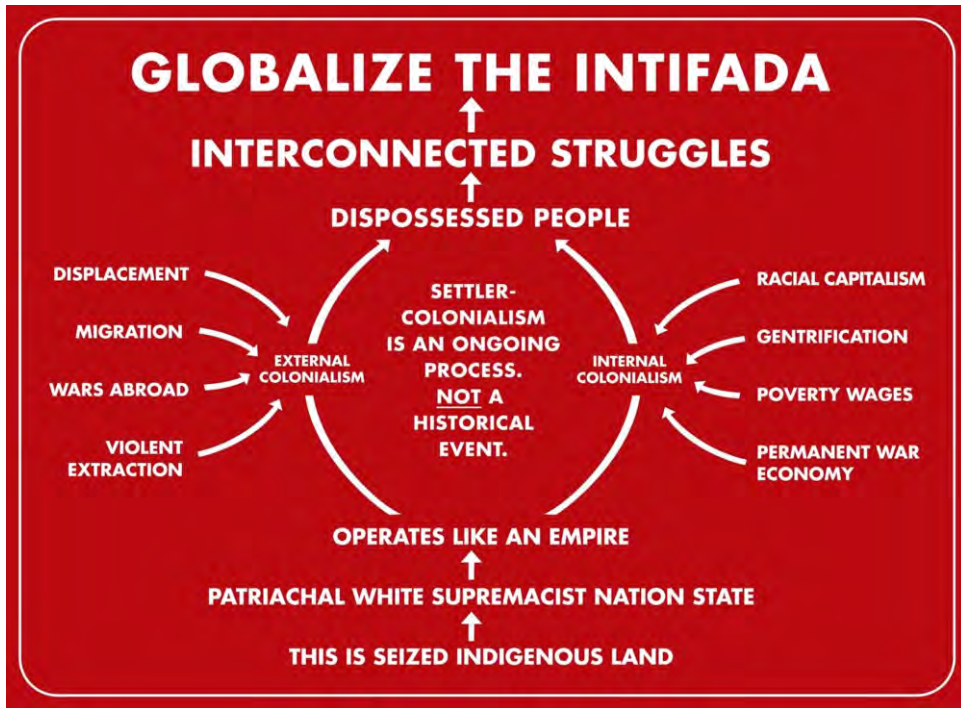 GLOBALIZE THE INTIFADA
INTERCONNECTED STRUGGLES
DISPOSSESSED PEOPLE
DISPLACEMENT
MIGRATION
WARS ABROAD
VIOLENT
EXTRACTION
EXTERNAL
COLONIALISM
SETTLER-
COLONIALISM
IS AN ONGOING
PROCESS.
NOT A
HISTORICAL
EVENT.
INTERNAL
COLONIALISM
RACIAL CAPITALISM
GENTRIFICATION
POVERTY WAGES
PERMANENT WAR
ECONOMY
OPERATES LIKE AN EMPIRE
PATRIACHAL WHITE SUPREMACIST NATION STATE
THIS IS SEIZED INDIGENOUS LAND